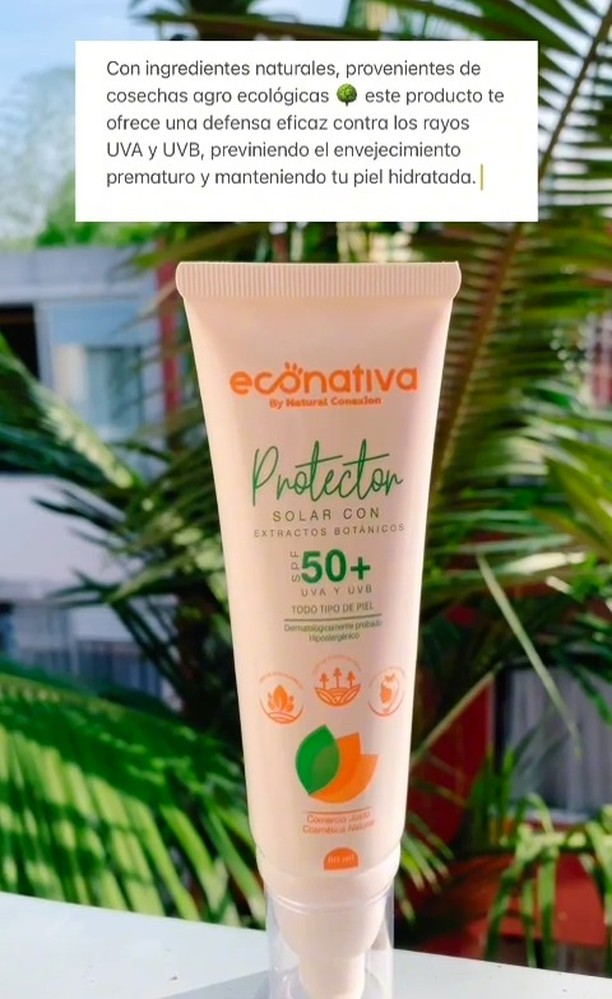 Con ingredientes naturales, provenientes de
cosechas agro ecológicas 🌳 este producto te
ofrece una defensa eficaz contra los rayos
UVA y UVB, previniendo el envejecimiento
prematuro y manteniendo tu piel hidratada.
econativa
By Natural Conexion
Protector
SOLAR CON
EXTRACTOS BOTÁNICOS
SPF 50+
UVA Y UVB
TODO TIPO DE PIEL
Dermatológicamente probado
Hipoalergénico
Comercio Justo
Cosmética Natural